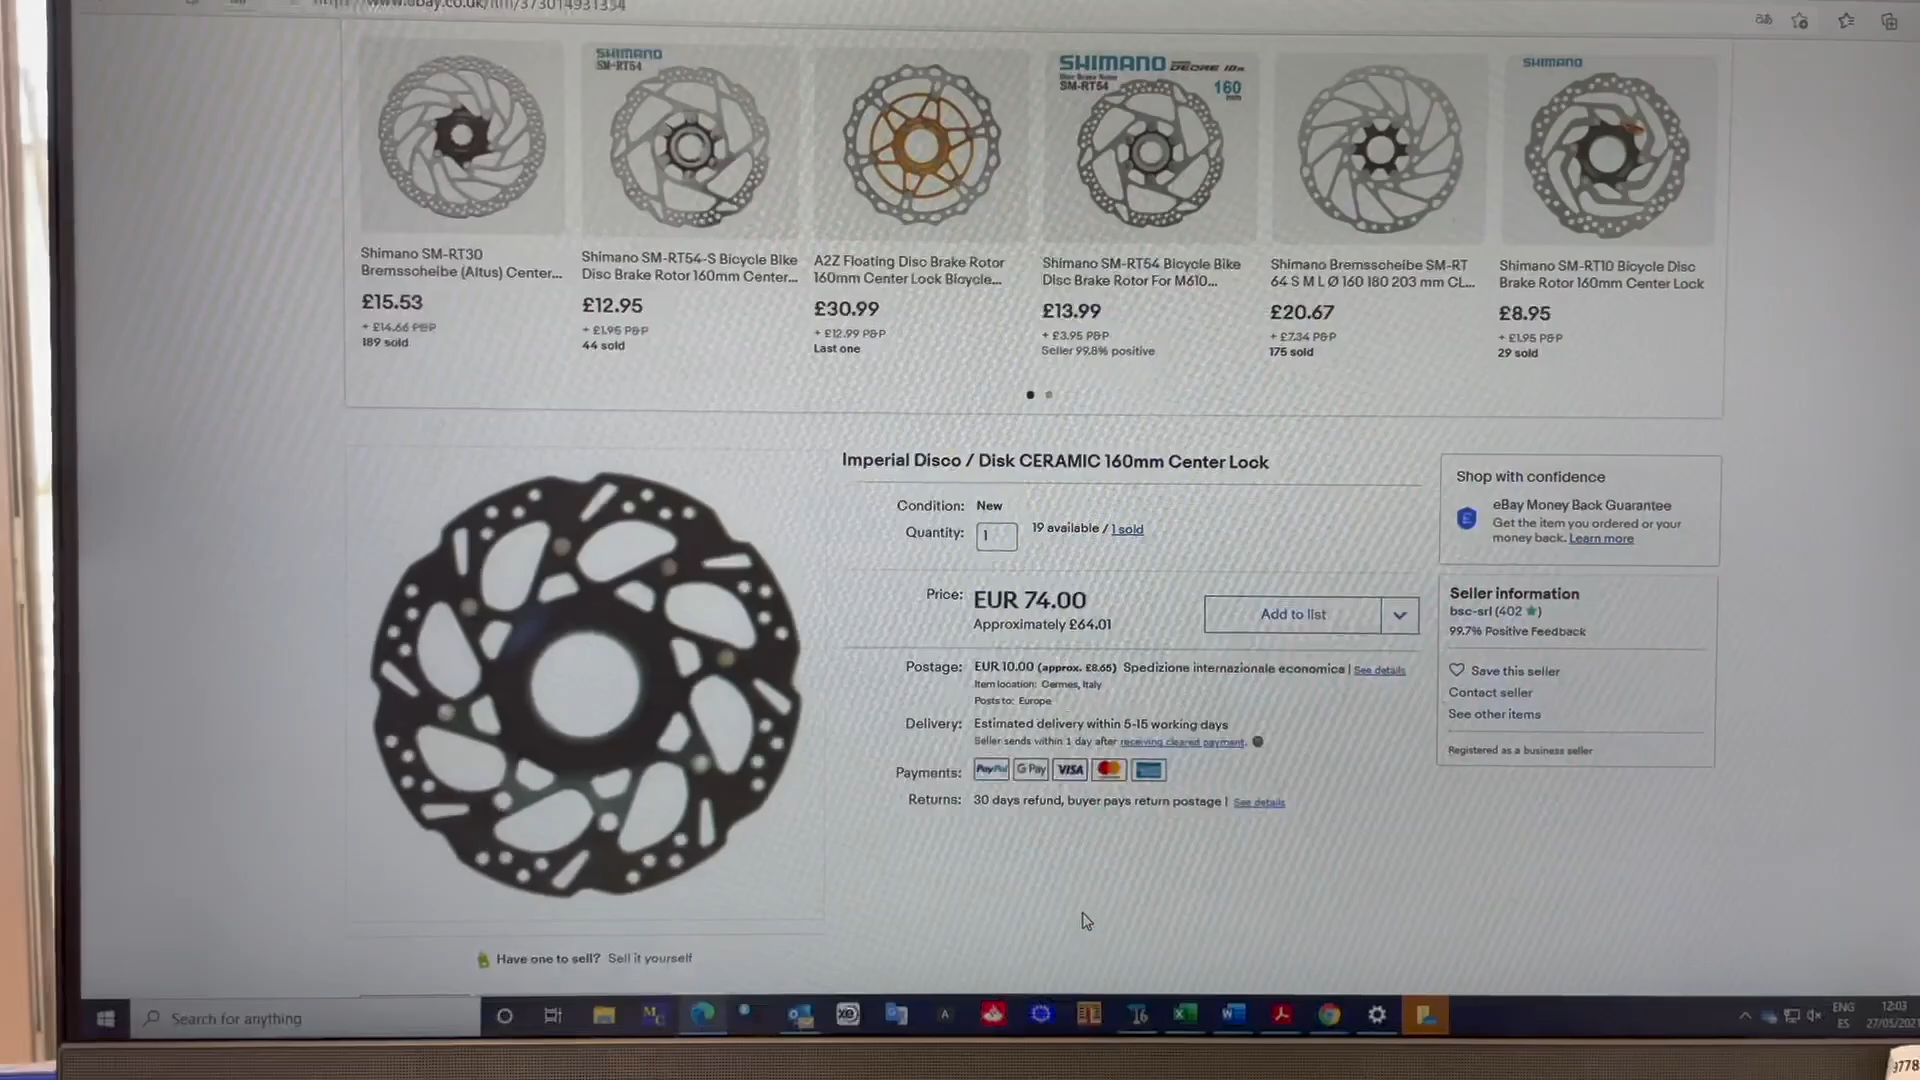 www.ebay.co.uk/itm/373014931354
SHIMANO
SM-RT54
SHIMANO DEORE 10s
SM-RT54
160
mm
SHIMANO
Shimano SM-RT30
Bremsscheibe (Altus) Center...
£15.53
+ £14.66 P&P
189 sold
Shimano SM-RT54-S Bicycle Bike
Disc Brake Rotor 160mm Center...
£12.95
+ £1.95 P&P
44 sold
A2Z Floating Disc Brake Rotor
160mm Center Lock Bicycle...
£30.99
+ £12.99 P&P
Last one
Shimano SM-RT54 Bicycle Bike
Disc Brake Rotor For M610...
£13.99
+ £3.95 P&P
Seller 99.8% positive
Shimano Bremsscheibe SM-RT
64 S M L Ø 160 180 203 mm CL...
£20.67
+ £7.34 P&P
175 sold
Shimano SM-RT10 Bicycle Disc
Brake Rotor 160mm Center Lock
£8.95
+ £1.95 P&P
29 sold
Imperial Disco / Disk CERAMIC 160mm Center Lock
Condition: New
Quantity: 1 19 available / 1 sold
Price: EUR 74.00
Approximately £64.01
Add to list
Postage: EUR 10.00 (approx. £8.65) Spedizione internazionale economica | See details
Item location: Cermes, Italy
Posts to: Europe
Delivery: Estimated delivery within 5-15 working days
Seller sends within 1 day after receiving cleared payment.
Payments: PayPal G Pay VISA
Returns: 30 days refund, buyer pays return postage | See details
Shop with confidence
eBay Money Back Guarantee
Get the item you ordered or your
money back. Learn more
Seller information
bsc-srl (402 ★)
99.7% Positive Feedback
Save this seller
Contact seller
See other items
Registered as a business seller
Have one to sell? Sell it yourself
Search for anything
xe
ENG
ES
12:03
27/05/2021
9778